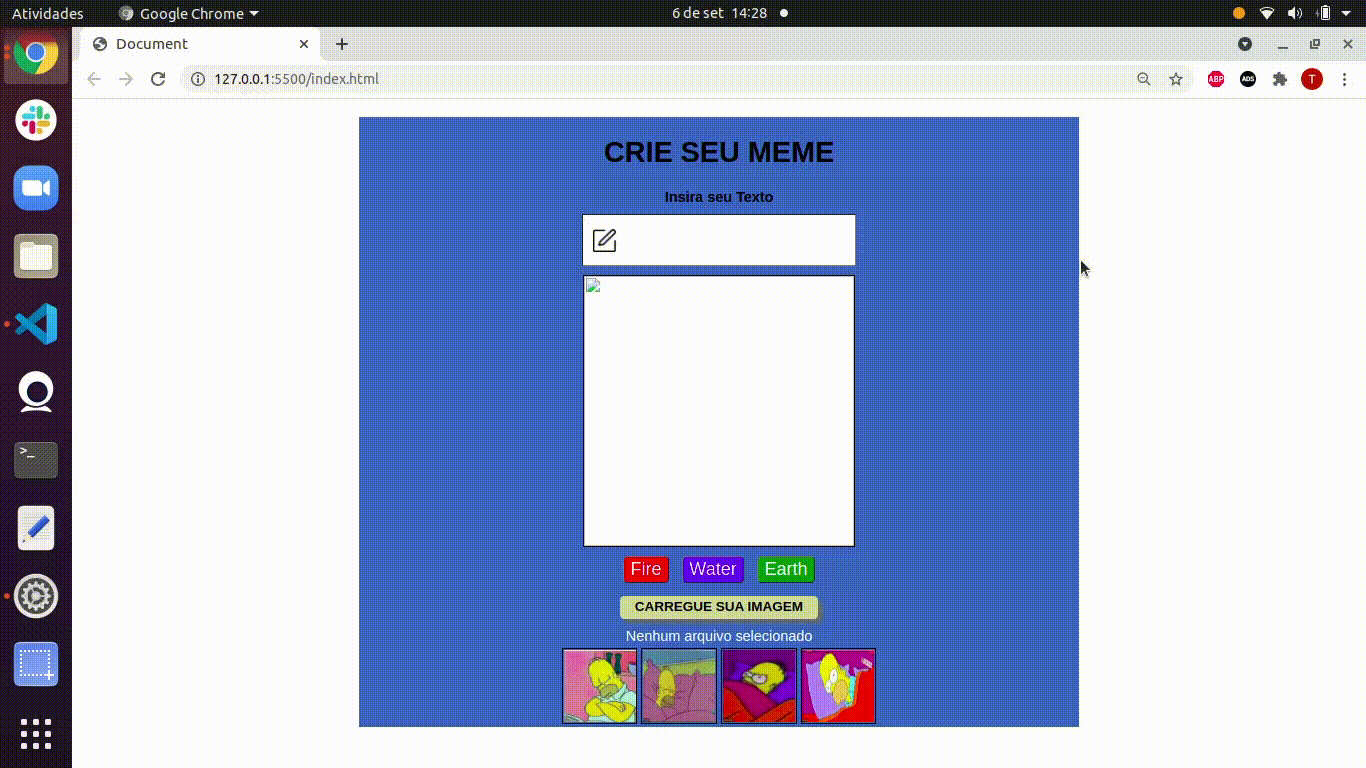 Atividades
Google Chrome
6 de set 14:28
Document
127.0.0.1:5500/index.html
ABP
ADS
T
CRIE SEU MEME
Insira seu Texto
>_
Fire Water Earth
CARREGUE SUA IMAGEM
Nenhum arquivo selecionado